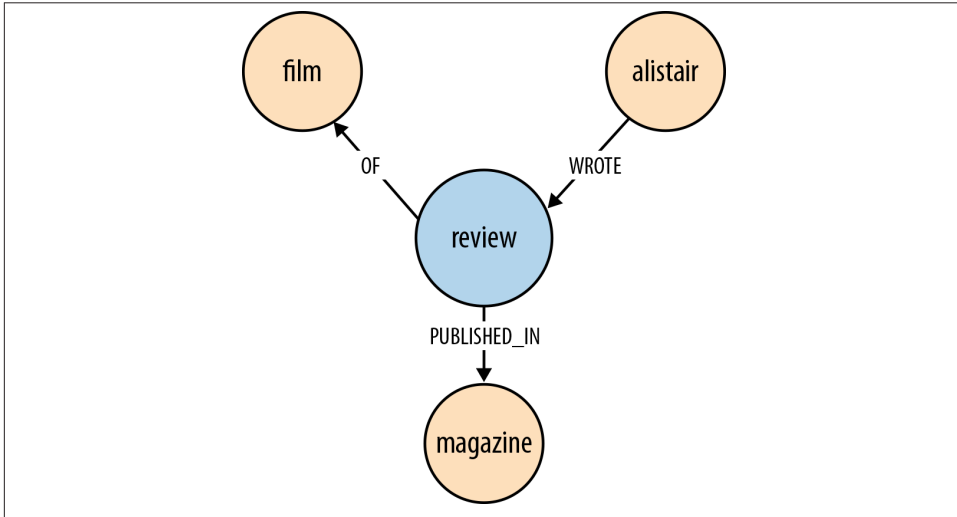 film
alistair
OF
WROTE
review
PUBLISHED_IN
magazine